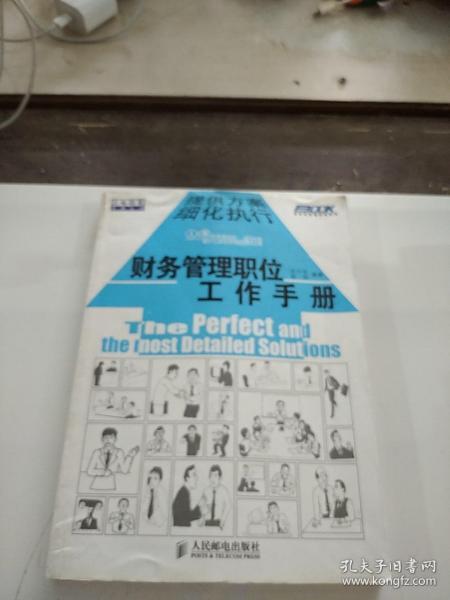 提供方案
细化执行
财务管理职位
工作手册
The Perfect and
the most Detailed Solutions
人民邮电出版社
POSTS & TELECOM PRESS
孔夫子旧书网
www.kongfz.com